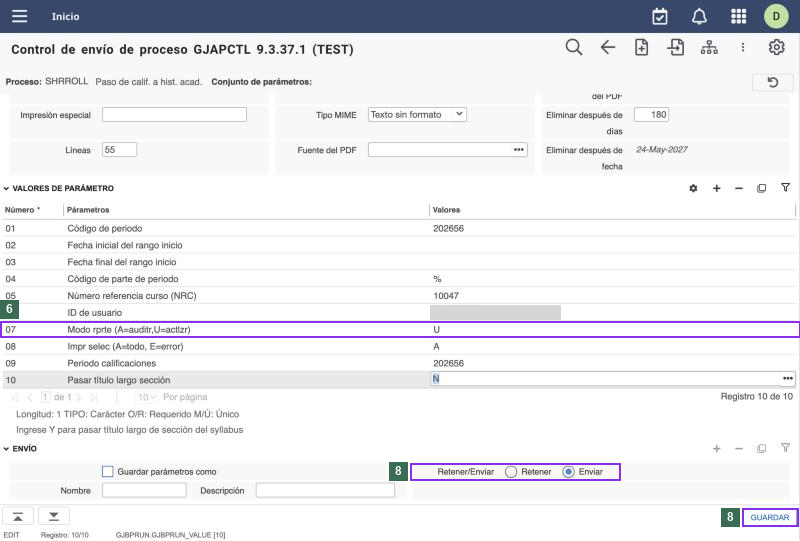 Inicio
D
Control de envío de proceso GJAPCTL 9.3.37.1 (TEST)
Proceso: SHRROLL Paso de calif. a hist. acad. Conjunto de parámetros:
del PDF
Impresión especial
Tipo MIME Texto sin formato
Eliminar después de días 180
Líneas 55
Fuente del PDF
Eliminar después de fecha 24-May-2027
VALORES DE PARÁMETRO
Número * Párametros Valores
01 Código de periodo 202656
02 Fecha inicial del rango inicio
03 Fecha final del rango inicio
04 Código de parte de periodo %
05 Número referencia curso (NRC) 10047
6 ID de usuario
07 Modo rprte (A=auditr,U=actlzr) U
08 Impr selec (A=todo, E=error) A
09 Periodo calificaciones 202656
10 Pasar título largo sección N
1 de 1 10 Por página Registro 10 de 10
Longitud: 1 TIPO: Carácter O/R: Requerido M/Ú: Único
Ingrese Y para pasar título largo de sección del syllabus
ENVÍO
Guardar parámetros como 8 Retener/Enviar Retener Enviar
Nombre Descripción
8 GUARDAR
EDIT Registro: 10/10 GJBPRUN.GJBPRUN_VALUE [10]